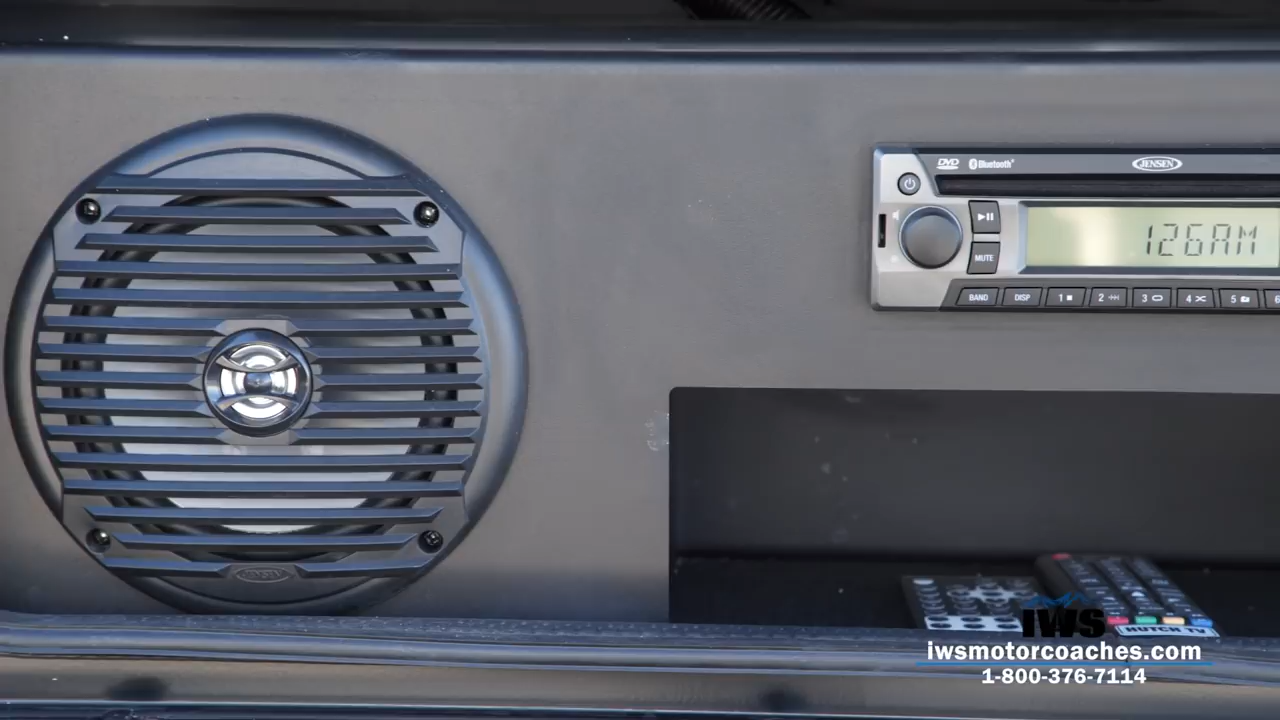 DVD Bluetooth JENSEN
126AM
MUTE
BAND DISP 1 2 3 4 5 6
JENSEN
IWS
HUTCH TV
iwsmotorcoaches.com
1-800-376-7114